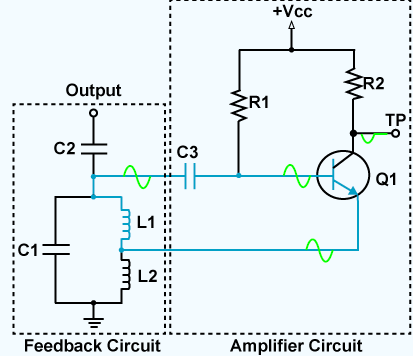 +Vcc
Output
R1
R2
TP
C2
C3
Q1
L1
C1
L2
Feedback Circuit
Amplifier Circuit